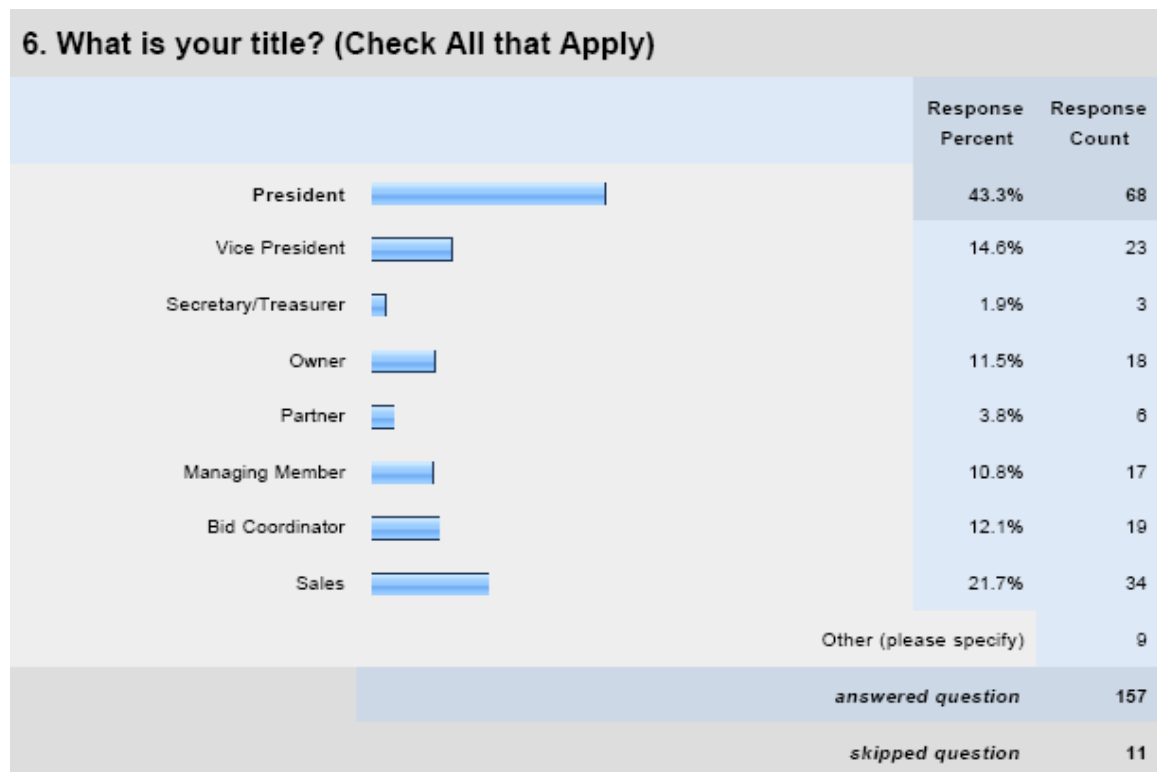 6. What is your title? (Check All that Apply)
Response Percent Response Count
President 43.3% 68
Vice President 14.6% 23
Secretary/Treasurer 1.9% 3
Owner 11.5% 18
Partner 3.8% 6
Managing Member 10.8% 17
Bid Coordinator 12.1% 19
Sales 21.7% 34
Other (please specify) 9
answered question 157
skipped question 11